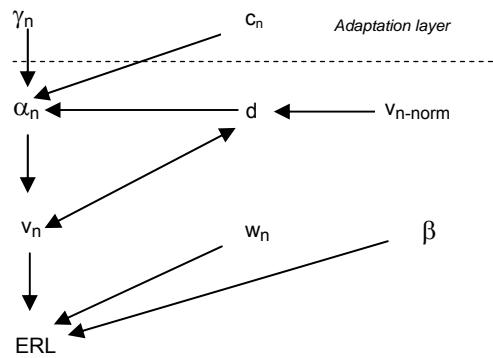 γn cn Adaptation layer
αn d vn-norm
vn wn β
ERL